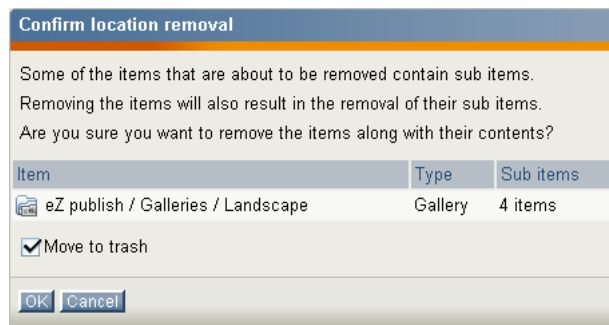 Confirm location removal
Some of the items that are about to be removed contain sub items.
Removing the items will also result in the removal of their sub items.
Are you sure you want to remove the items along with their contents?
Item Type Sub items
eZ publish / Galleries / Landscape Gallery 4 items
Move to trash
OK Cancel